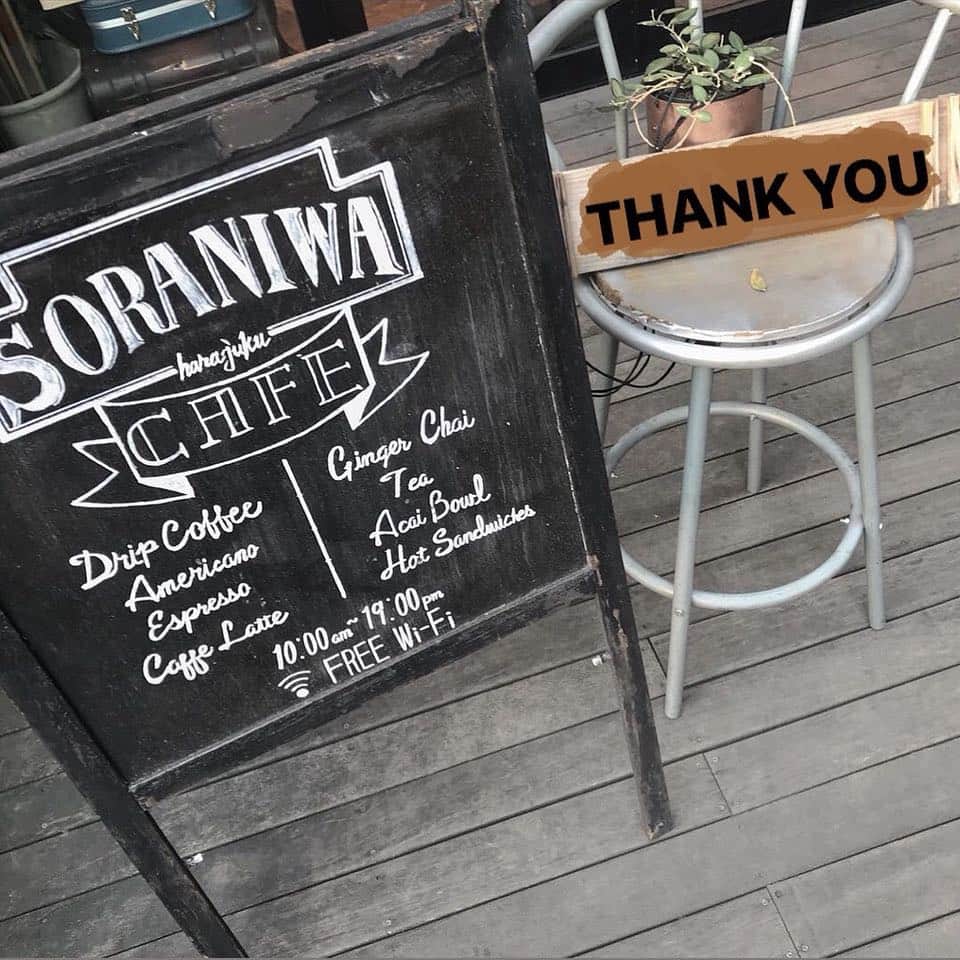 SORANIWA
harajuku
CAFE
Drip Coffee
Americano
Espresso
Caffe Latte
Ginger Chai
Tea
Acai Bowl
Hot Sandwiches
10:00am~19:00pm
FREE Wi-Fi
THANK YOU